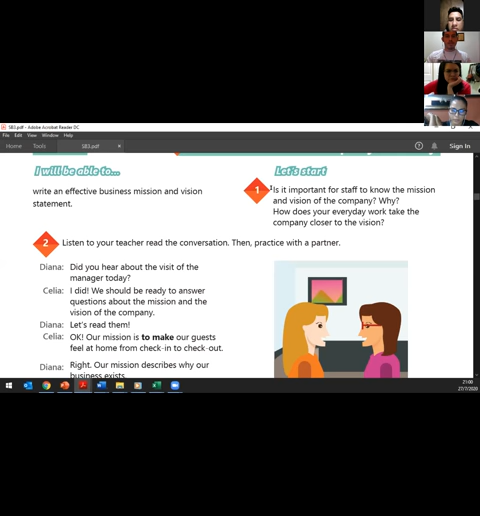 SB3.pdf - Adobe Acrobat Reader DC
File Edit View Window Help
Home Tools SB3.pdf × Sign In
I will be able to...
write an effective business mission and vision
statement.
Let's start
1 Is it important for staff to know the mission
and vision of the company? Why?
How does your everyday work take the
company closer to the vision?
2 Listen to your teacher read the conversation. Then, practice with a partner.
Diana: Did you hear about the visit of the
manager today?
Celia: I did! We should be ready to answer
questions about the mission and the
vision of the company.
Diana: Let's read them!
Celia: OK! Our mission is to make our guests
feel at home from check-in to check-out.
Diana: Right. Our mission describes why our
business exists.
21:00
27/7/2020